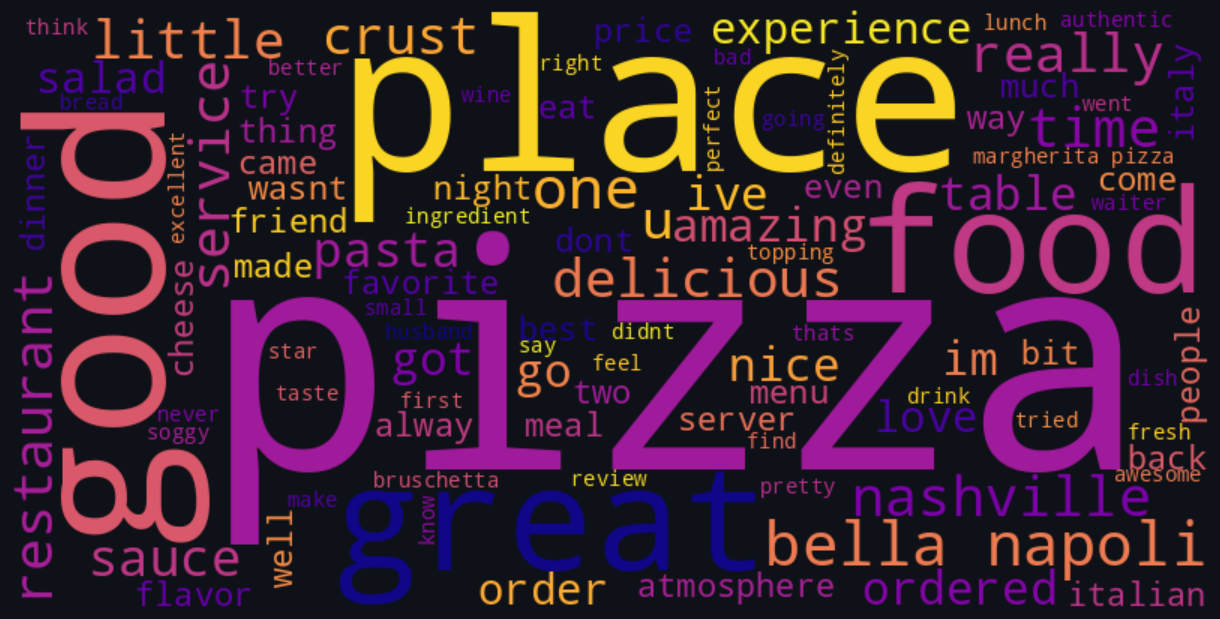 think
little
crust
place
price
experience
lunch
authentic
salad
better
right
bad
really
bread
try
wine
eat
perfect
going
definitely
much
went
italy
good
service
thing
way
time
dinner
excellent
came
margherita pizza
wasnt
night
one
ive
even
table
come
waiter
friend
ingredient
u
amazing
food
made
pasta
dont
topping
favorite
delicious
restaurant
cheese
pizza
small
husband
best
didnt
thats
people
star
got
say
go
feel
nice
im
bit
taste
first
two
menu
drink
dish
never
soggy
alway
meal
server
find
love
tried
fresh
back
awesome
bruschetta
review
pretty
make
know
great
nashville
well
sauce
bella napoli
flavor
order
atmosphere
ordered
italian